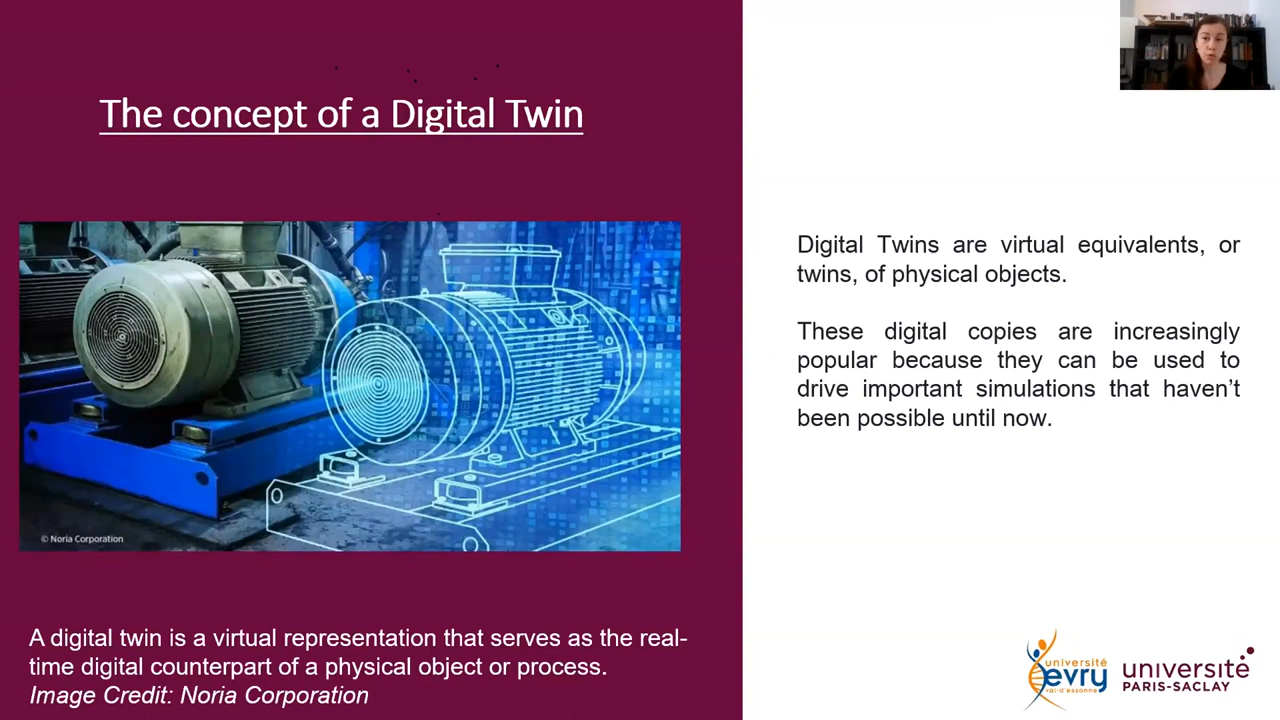 The concept of a Digital Twin
© Noria Corporation
A digital twin is a virtual representation that serves as the real-
time digital counterpart of a physical object or process.
Image Credit: Noria Corporation
Digital Twins are virtual equivalents, or
twins, of physical objects.
These digital copies are increasingly
popular because they can be used to
drive important simulations that haven’t
been possible until now.
université
evry
val-d'essonne
université
PARIS-SACLAY